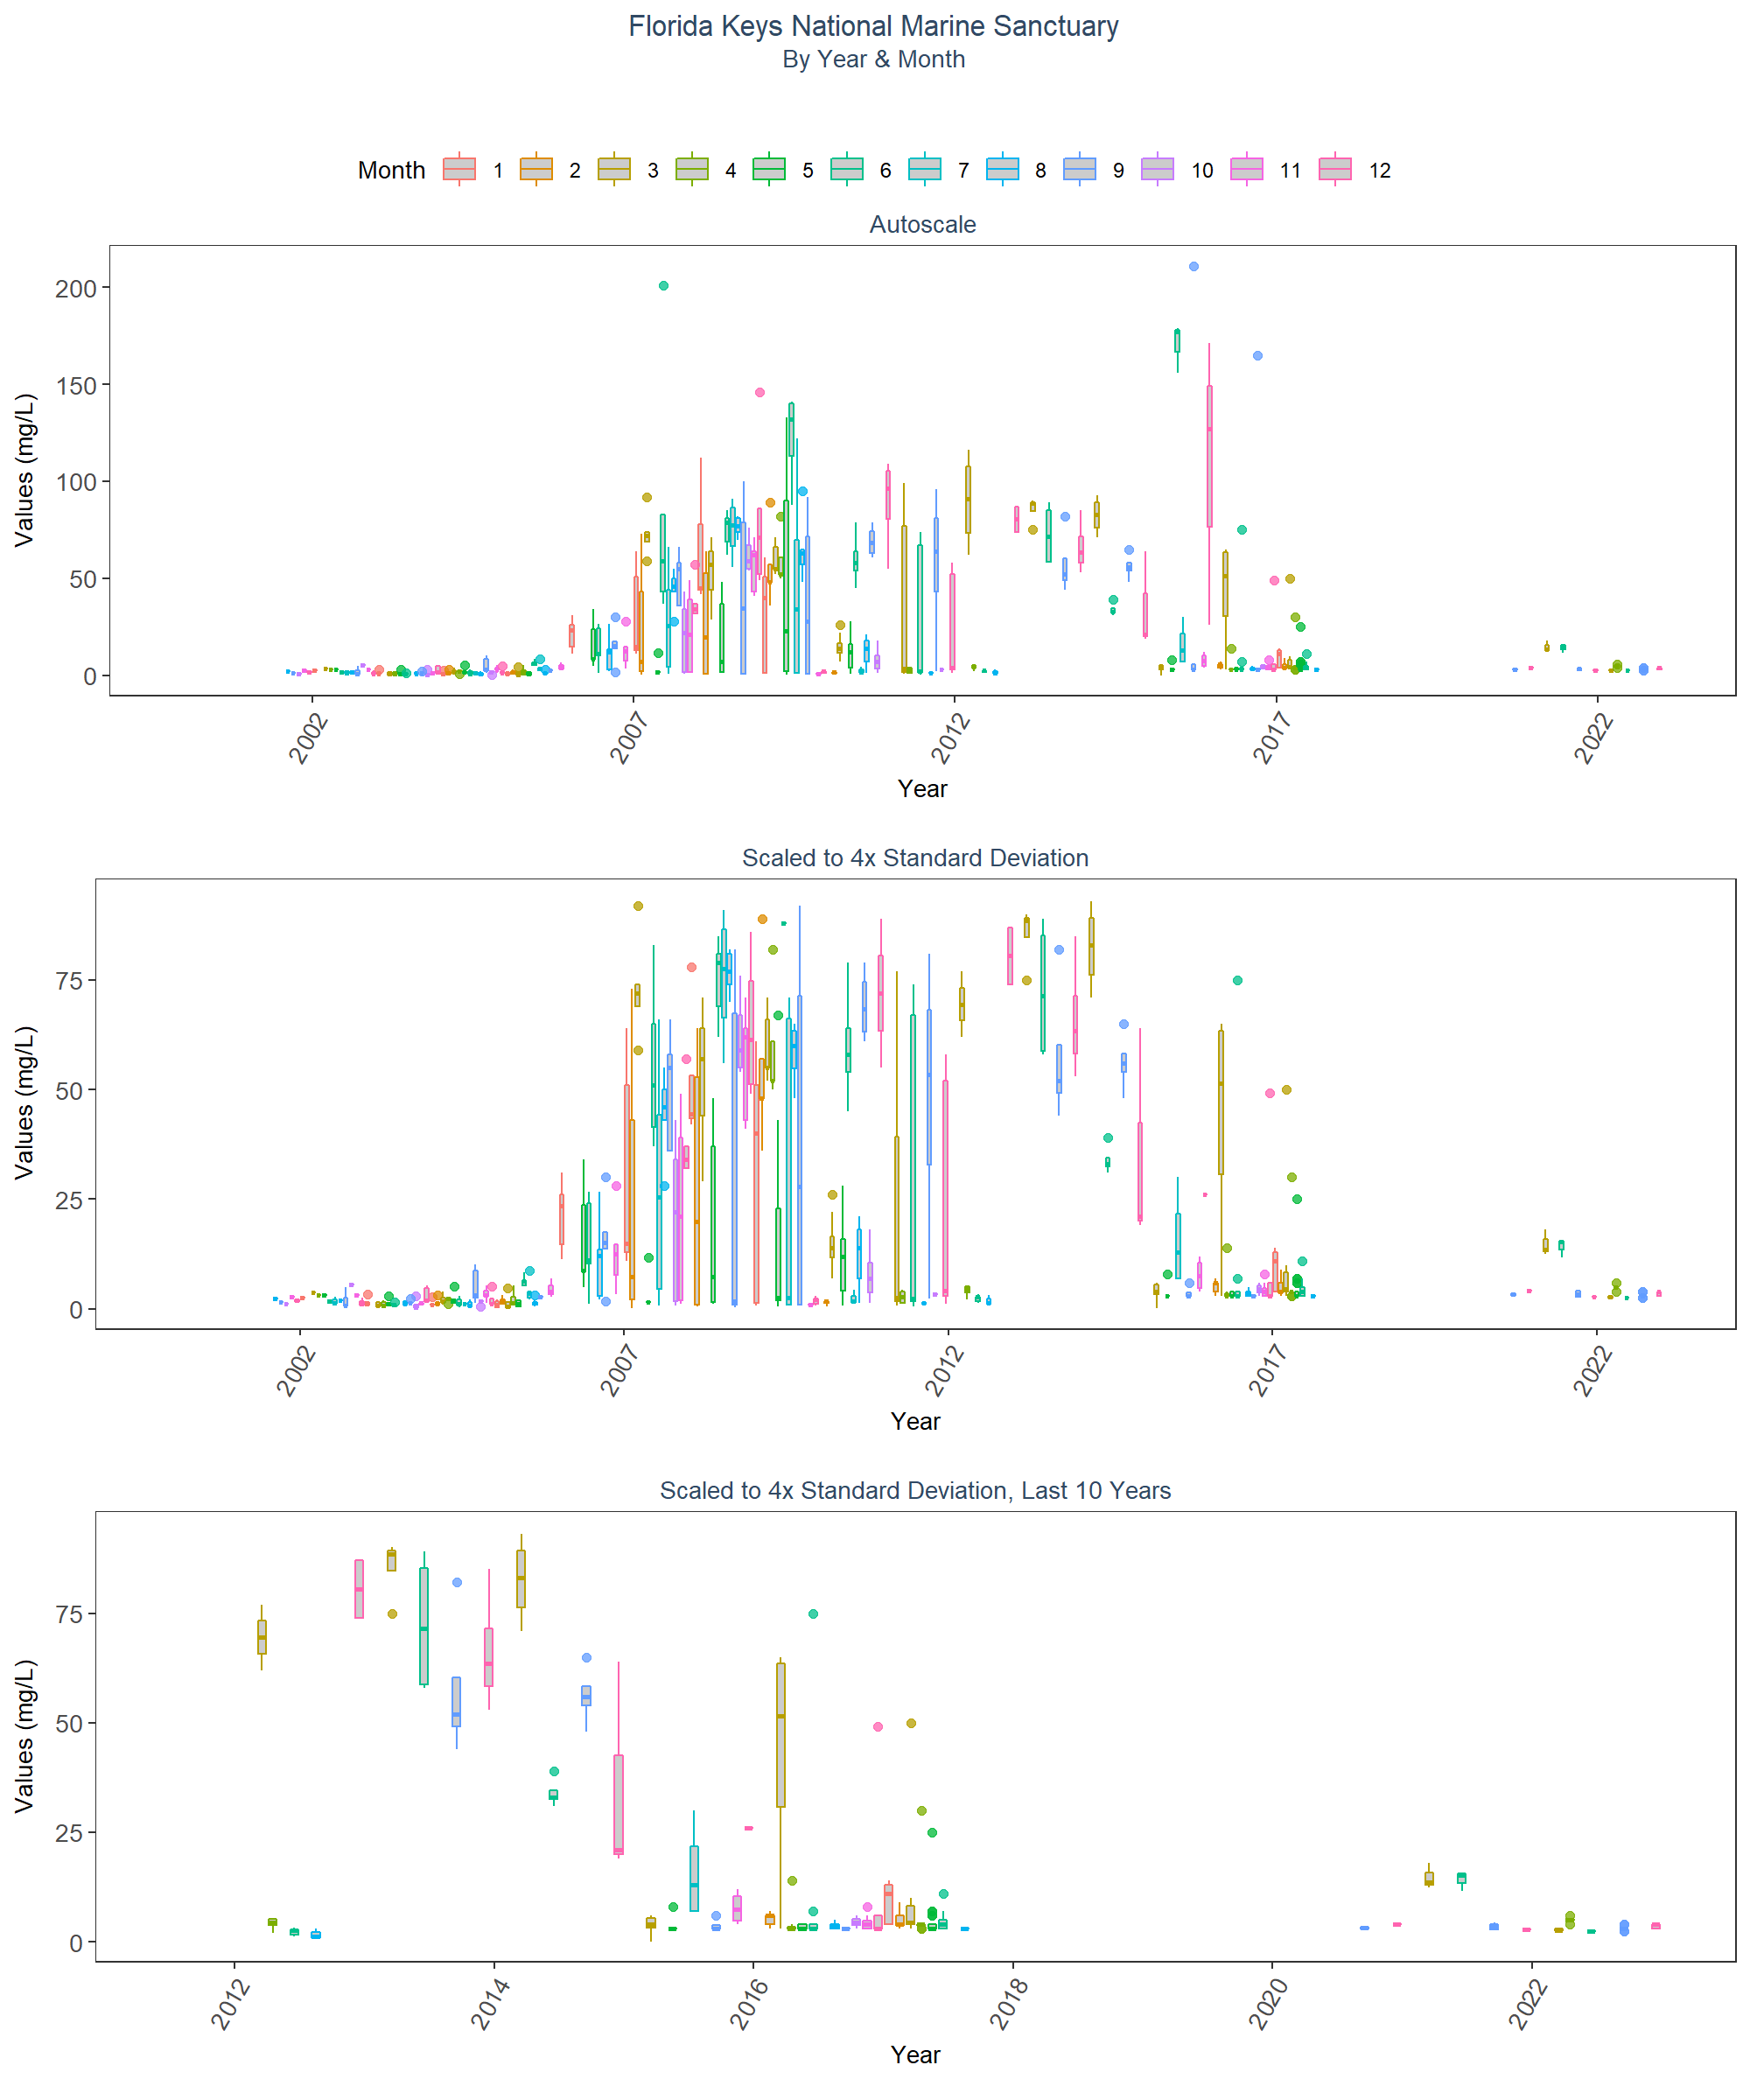 Florida Keys National Marine Sanctuary
By Year & Month
Month 1 2 3 4 5 6 7 8 9 10 11 12
Autoscale
Values (mg/L)
200
150
100
50
0
2002 2007 2012 2017 2022
Year
Scaled to 4x Standard Deviation
Values (mg/L)
75
50
25
0
2002 2007 2012 2017 2022
Year
Scaled to 4x Standard Deviation, Last 10 Years
Values (mg/L)
75
50
25
0
2012 2014 2016 2018 2020 2022
Year